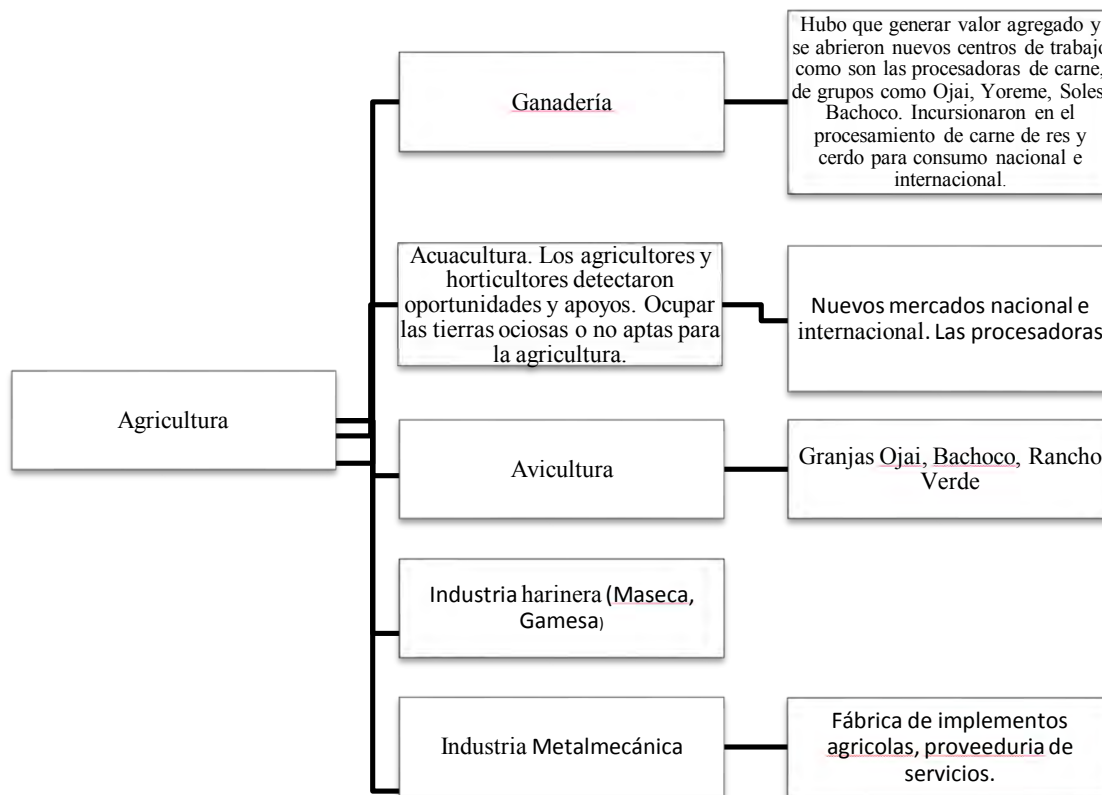 Hubo que generar valor agregado y
se abrieron nuevos centros de trabajo
como son las procesadoras de carne,
de grupos como Ojai, Yoreme, Soles
Bachoco. Incursionaron en el
procesamiento de carne de res y
cerdo para consumo nacional e
internacional.
Ganadería
Acuacultura. Los agricultores y
horticultores detectaron
oportunidades y apoyos. Ocupar
las tierras ociosas o no aptas para
la agricultura.
Nuevos mercados nacional e
internacional. Las procesadoras
Agricultura
Avicultura
Granjas Ojai, Bachoco, Rancho
Verde
Industria harinera (Maseca,
Gamesa)
Industria Metalmecánica
Fábrica de implementos
agricolas, proveeduria de
servicios.